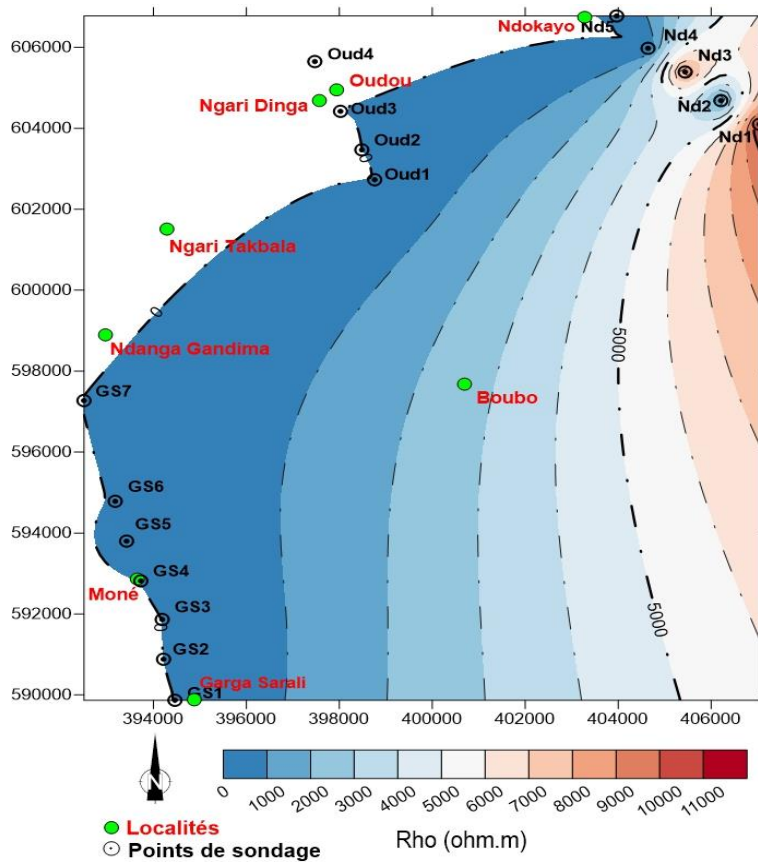 606000
604000
602000
600000
598000
596000
594000
592000
590000
Ndokayo
Nd5
Nd4
Nd3
Nd2
Nd1
Oud4
Oudou
Ngari Dinga
Oud3
Oud2
Oud1
Ngari Takbala
0
Ndanga Gandima
5000
Boubo
GS7
GS6
GS5
GS4
Moné
GS3
0
GS2
5000
Garga Sarali
GS1
394000 396000 398000 400000 402000 404000 406000
N
0 1000 2000 3000 4000 5000 6000 7000 8000 9000 10000 11000
Rho (ohm.m)
Localités
Points de sondage